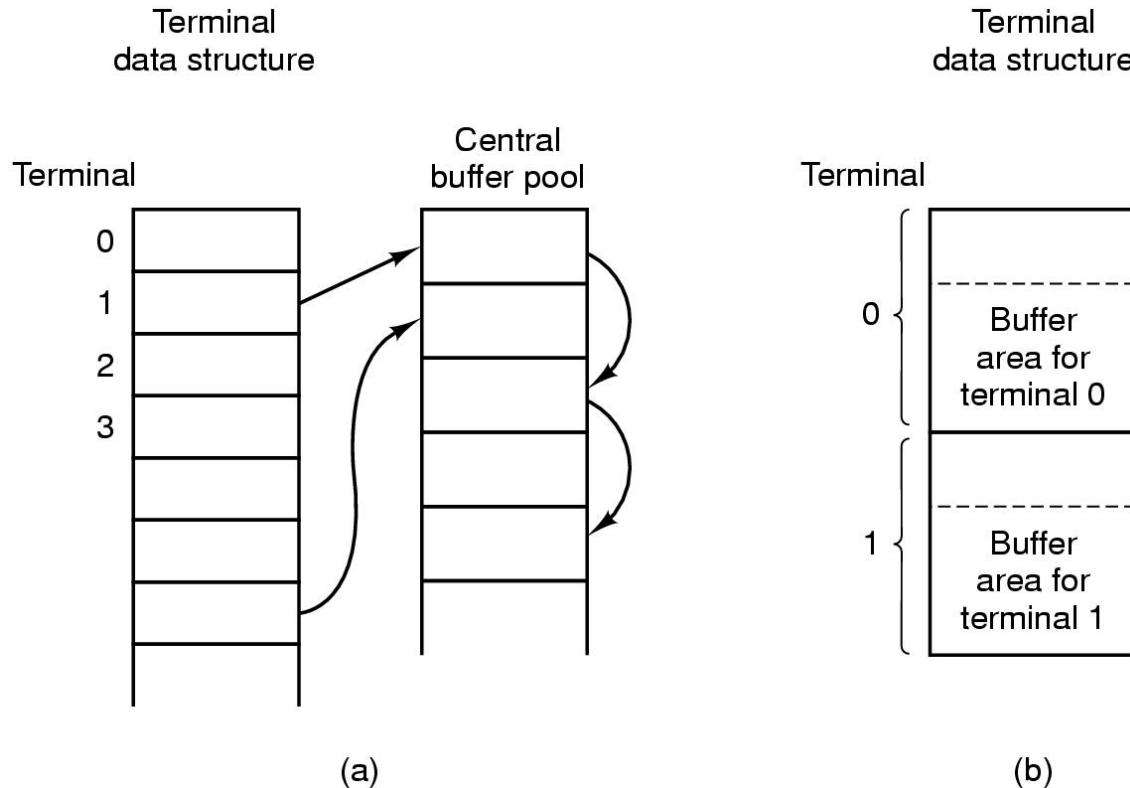 Terminal
data structure
Central
buffer pool
Terminal
0
1
2
3
(a)
Terminal
data structure
Terminal
0
Buffer
area for
terminal 0
1
Buffer
area for
terminal 1
(b)